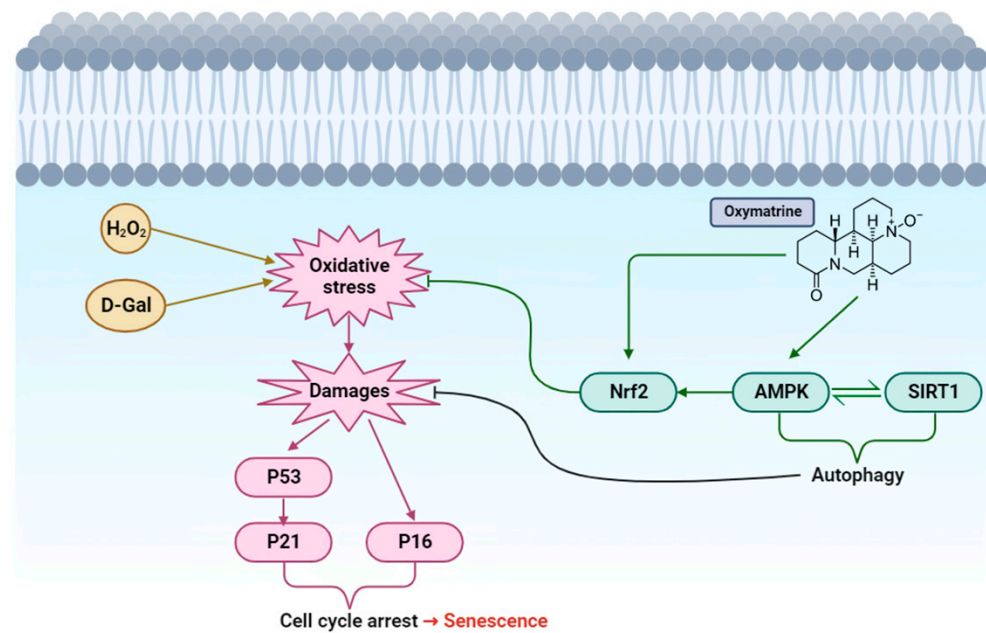 Oxymatrine
H
H
N
+
O⁻
H
N
H
O
H₂O₂
Oxidative
stress
D-Gal
Damages
Nrf2
AMPK
SIRT1
P53
Autophagy
P21
P16
Cell cycle arrest → Senescence